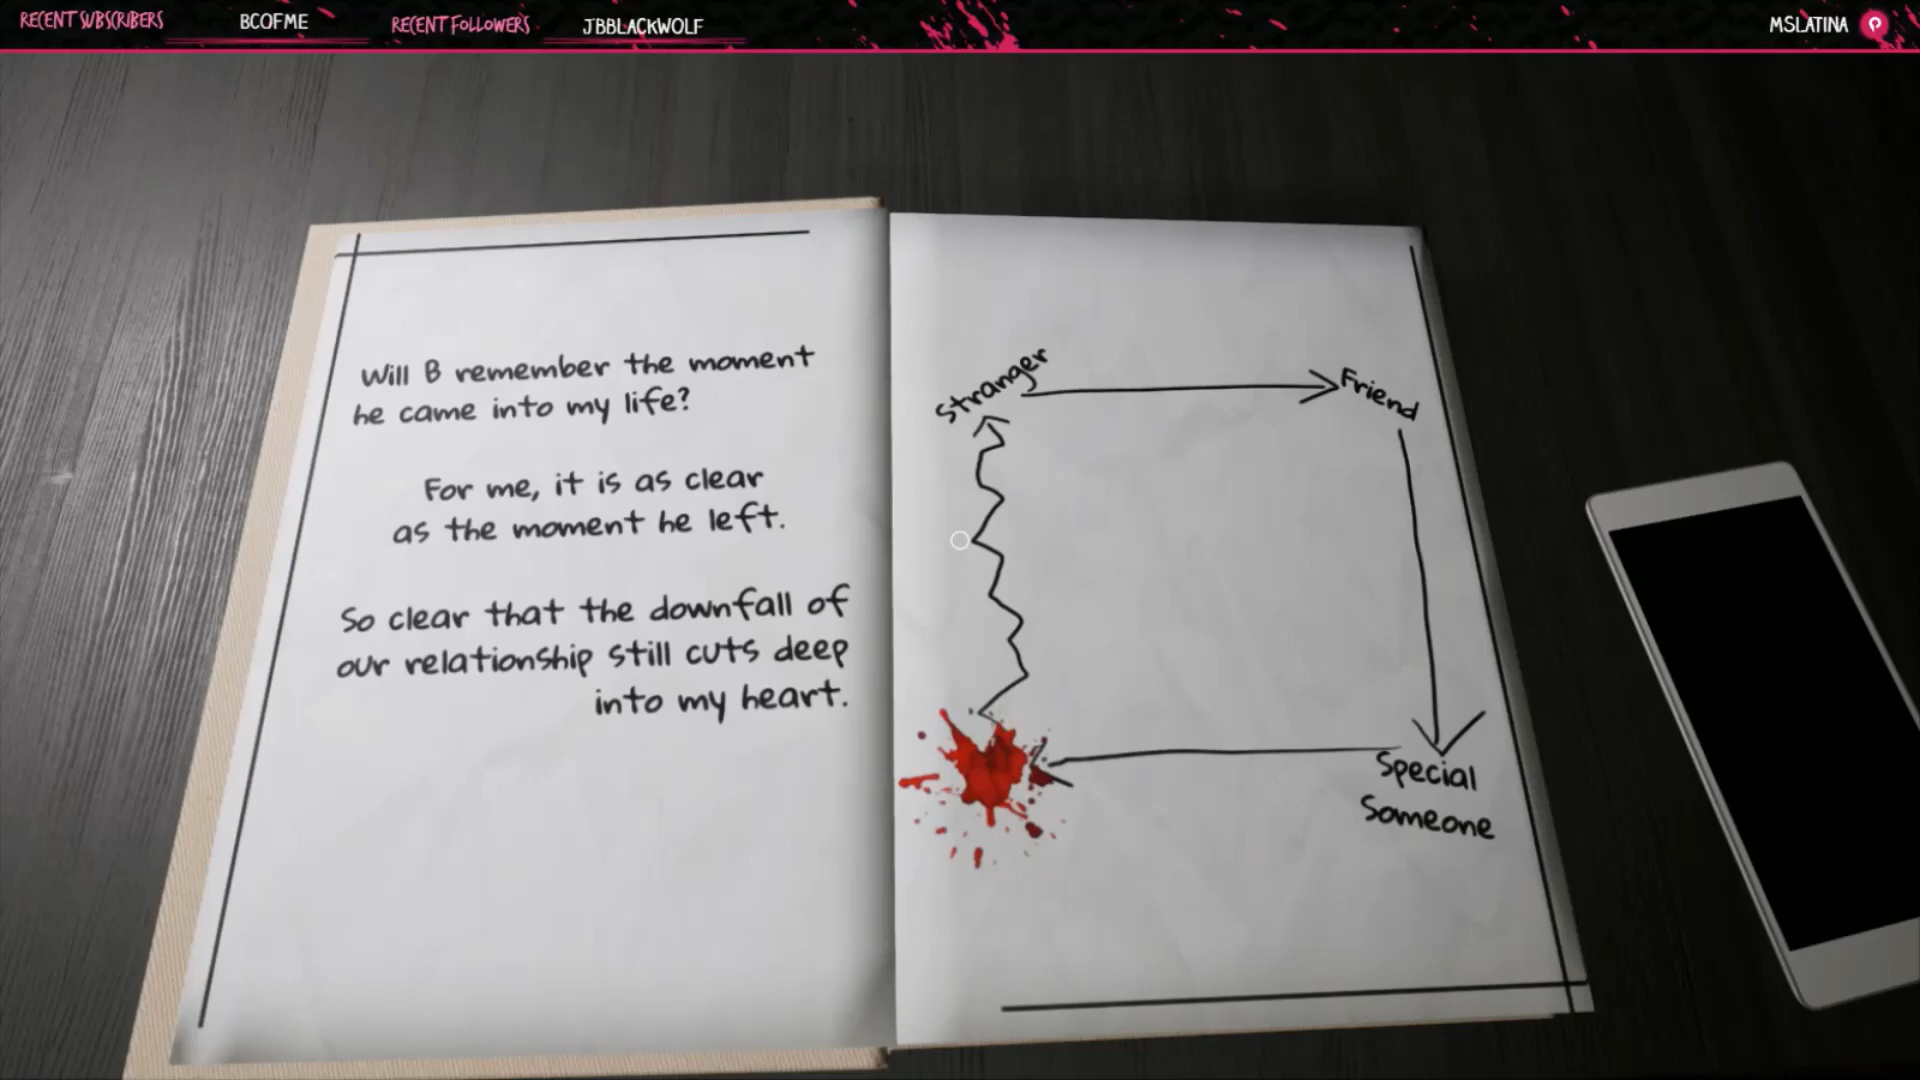 RECENT SUBSCRIBERS
BCOFME
RECENT FOLLOWERS
JBBLACKWOLF
MSLATINA
Will B remember the moment
he came into my life?
For me, it is as clear
as the moment he left.
So clear that the downfall of
our relationship still cuts deep
into my heart.
Stranger
Friend
Special
Someone